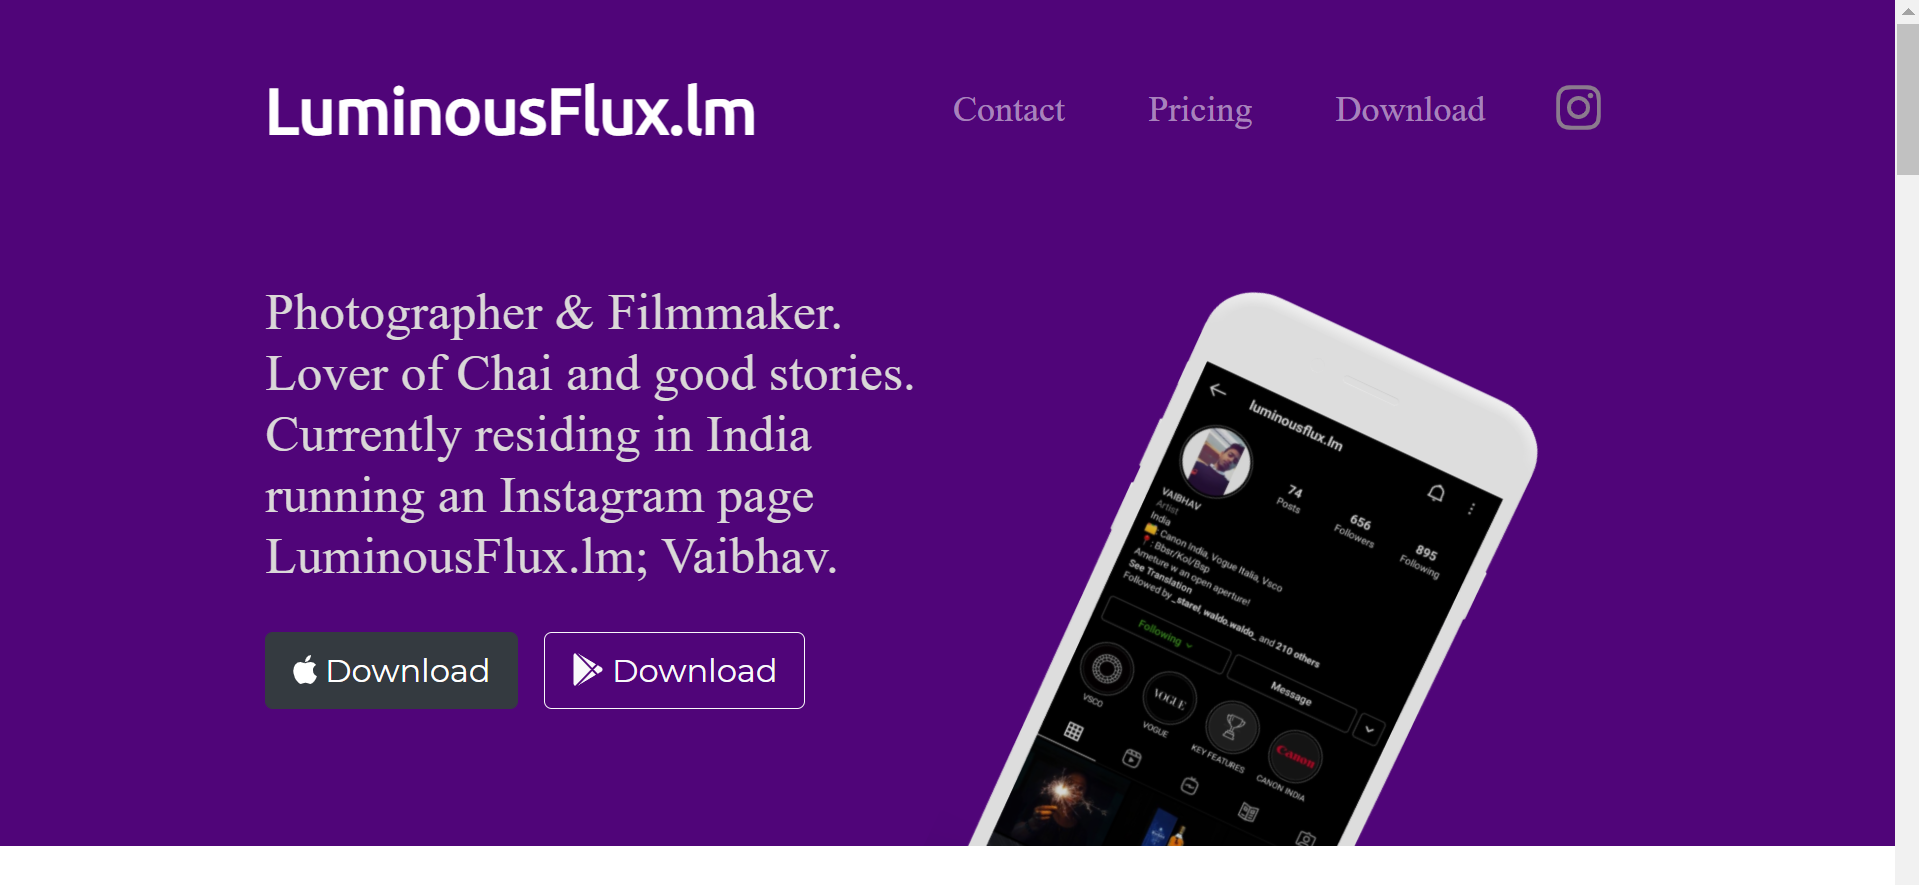 LuminousFlux.lm
Contact
Pricing
Download
Photographer & Filmmaker.
Lover of Chai and good stories.
Currently residing in India
running an Instagram page
LuminousFlux.lm; Vaibhav.
Download
Download
luminousflux.lm
74
Posts
656
Followers
895
Following
VAIBHAV
Artist
India
: Canon India, Vogue Italia, Vsco
: Bbsr/Kol/Bsp
Ameture w an open aperture!
See Translation
Followed by _starel, waldo.waldo_ and 210 others
Following
Message
VSCO
VOGUE
VOGUE
KEY FEATURES
Canon
CANON INDIA